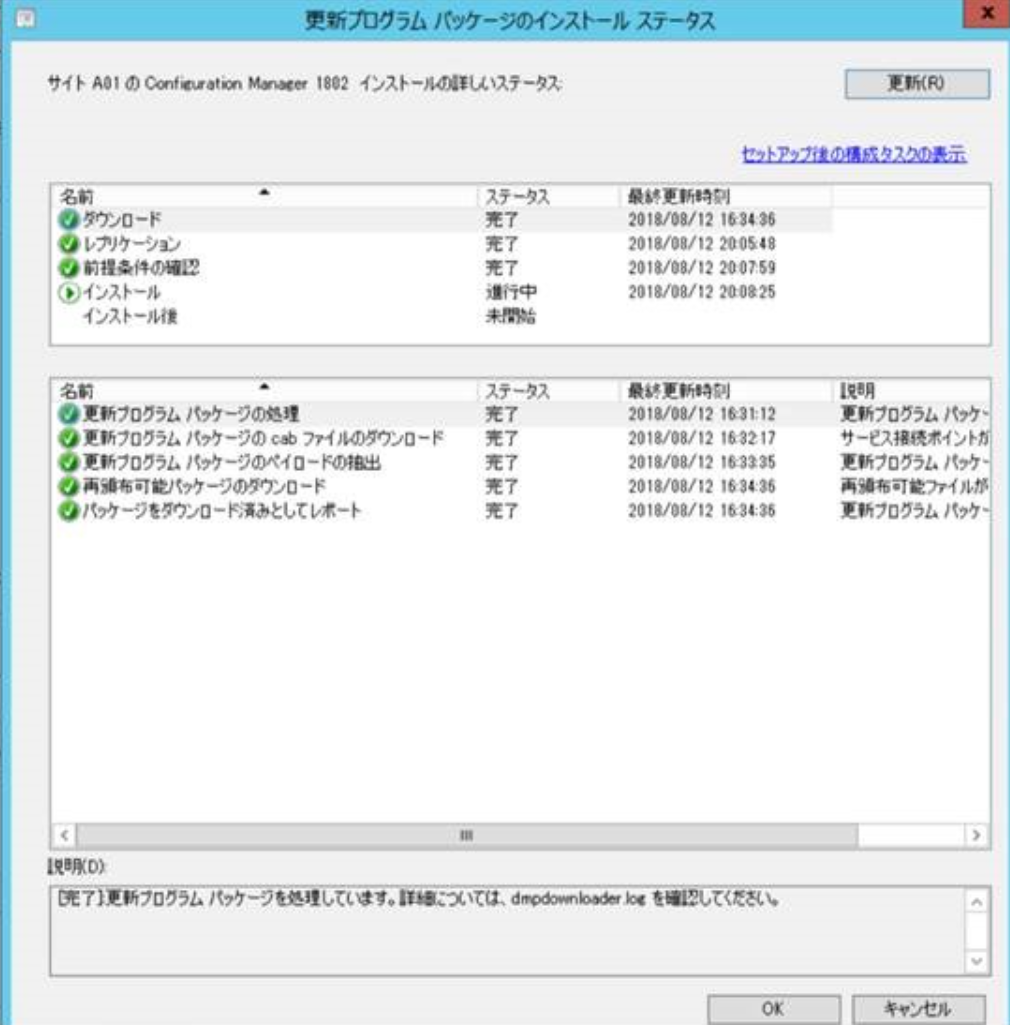 更新プログラム パッケージのインストール ステータス
x
サイト A01 の Configuration Manager 1802 インストールの詳しいステータス:
更新(R)
セットアップ後の構成タスクの表示
名前 ステータス 最終更新時刻
ダウンロード 完了 2018/08/12 16:34:36
レプリケーション 完了 2018/08/12 20:05:48
前提条件の確認 完了 2018/08/12 20:07:59
インストール 進行中 2018/08/12 20:08:25
インストール後 未開始
名前 ステータス 最終更新時刻 説明
更新プログラム パッケージの処理 完了 2018/08/12 16:31:12 更新プログラム パッケー
更新プログラム パッケージの cab ファイルのダウンロード 完了 2018/08/12 16:32:17 サービス接続ポイントが
更新プログラム パッケージのペイロードの抽出 完了 2018/08/12 16:33:35 更新プログラム パッケー
再頒布可能パッケージのダウンロード 完了 2018/08/12 16:34:36 再頒布可能ファイルが
パッケージをダウンロード済みとしてレポート 完了 2018/08/12 16:34:36 更新プログラム パッケー
説明(D):
[完了]更新プログラム パッケージを処理しています。詳細については、dmpdownloader.log を確認してください。
OK キャンセル